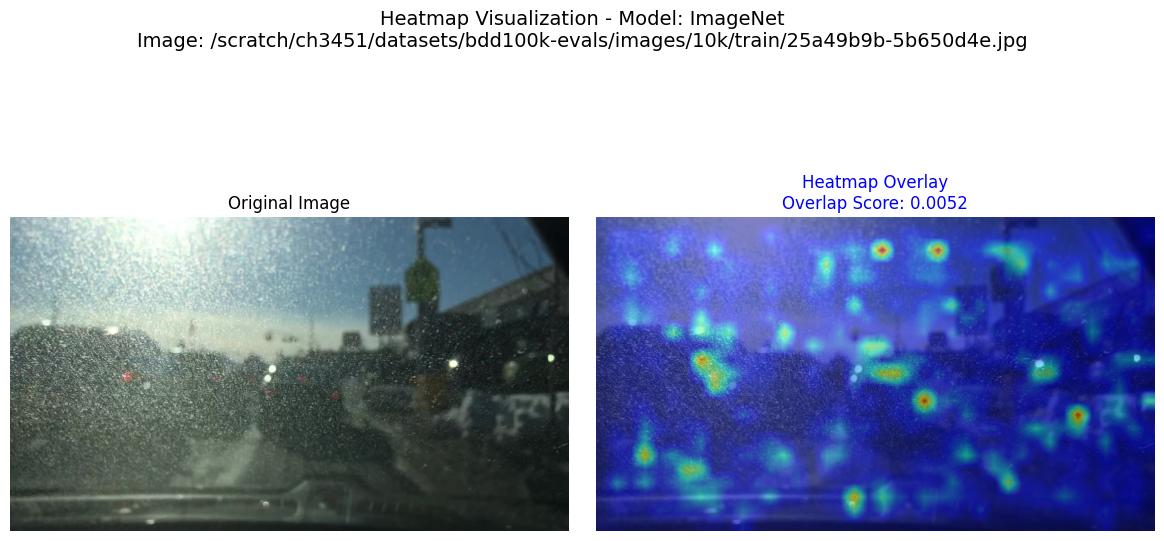 Heatmap Visualization - Model: ImageNet
Image: /scratch/ch3451/datasets/bdd100k-evals/images/10k/train/25a49b9b-5b650d4e.jpg
Original Image
Heatmap Overlay
Overlap Score: 0.0052